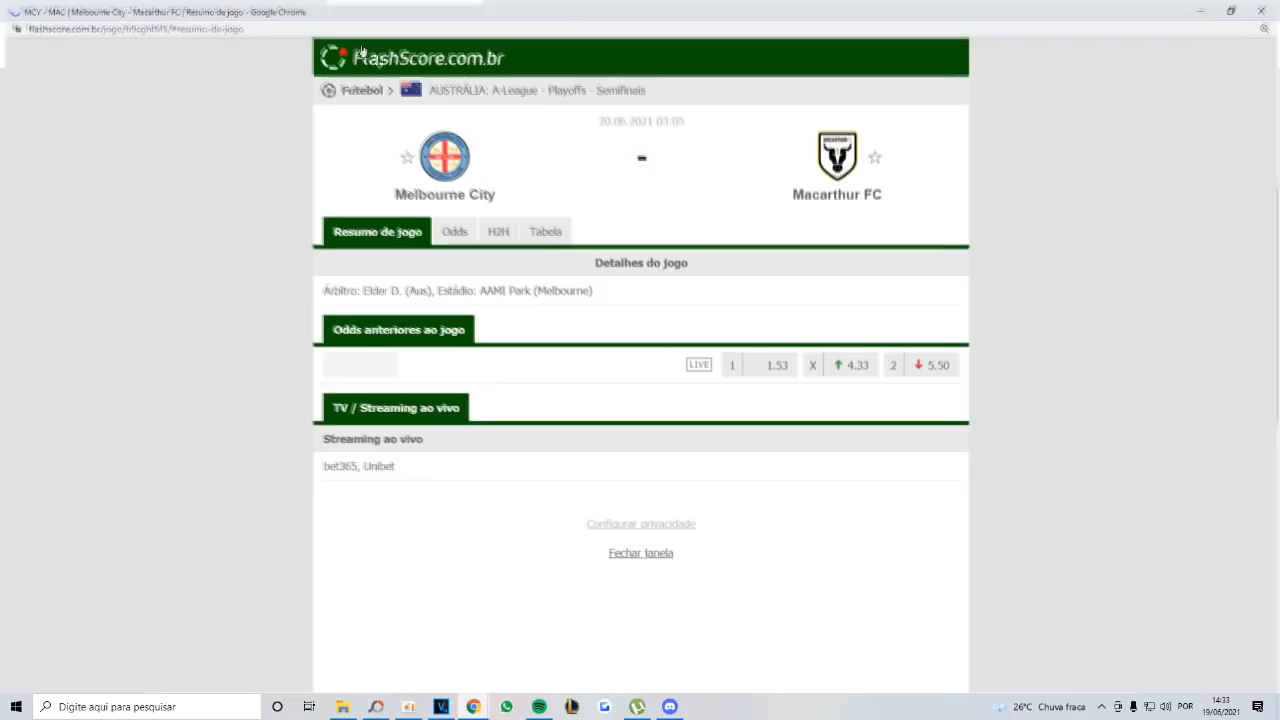 MCY - MAC | Melbourne City - Macarthur FC | Resumo de jogo - Google Chrome
FlashScore.com.br
Futebol > AUSTRÁLIA: A-League - Playoffs - Semifinais
20.06.2021 03:05
-
Melbourne City
Macarthur FC
Resumo de jogo Odds H2H Tabela
Detalhes do jogo
Árbitro: Elder D. (Aus), Estádio: AAMI Park (Melbourne)
Odds anteriores ao jogo
LIVE 1 1.53 X 4.33 2 5.50
TV / Streaming ao vivo
Streaming ao vivo
bet365, Unibet
Configurar privacidade
Fechar janela
Digite aqui para pesquisar
26°C Chuva fraca
POR
14:33
19/06/2021